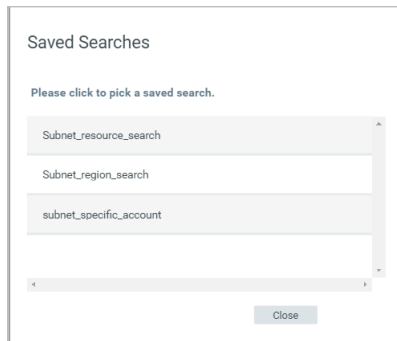 Saved Searches
Please click to pick a saved search.
Subnet_resource_search
Subnet_region_search
subnet_specific_account
Close